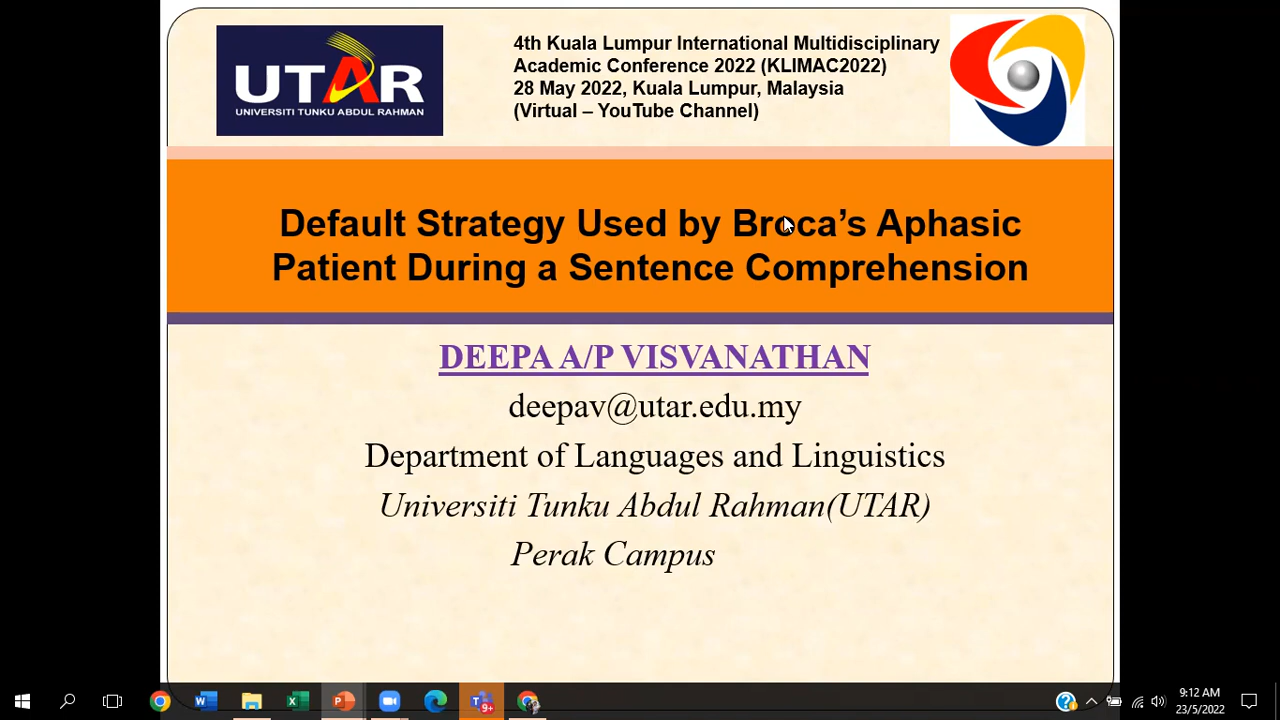 UTAR
UNIVERSITI TUNKU ABDUL RAHMAN
4th Kuala Lumpur International Multidisciplinary
Academic Conference 2022 (KLIMAC2022)
28 May 2022, Kuala Lumpur, Malaysia
(Virtual – YouTube Channel)
Default Strategy Used by Broca’s Aphasic
Patient During a Sentence Comprehension
DEEPA A/P VISVANATHAN
deepav@utar.edu.my
Department of Languages and Linguistics
Universiti Tunku Abdul Rahman(UTAR)
Perak Campus
9+
9:12 AM
23/5/2022